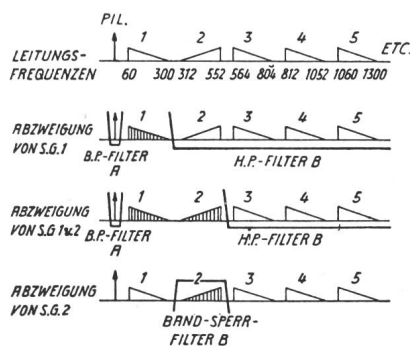 PIL.
1 2 3 4 5
LEITUNGS- ETC.
FREQUENZEN 60 300 312 552 564 804 812 1052 1060 1300
1 2 3 4 5
ABZWEIGUNG
VON S.G.1 B.P.-FILTER H.P.-FILTER B
A
1 2 3 4 5
ABZWEIGUNG
VON S.G 1u.2 B.P.-FILTER H.P.-FILTER B
A
1 2 3 4 5
ABZWEIGUNG
VON S.G.2 BAND-SPERR-
FILTER B